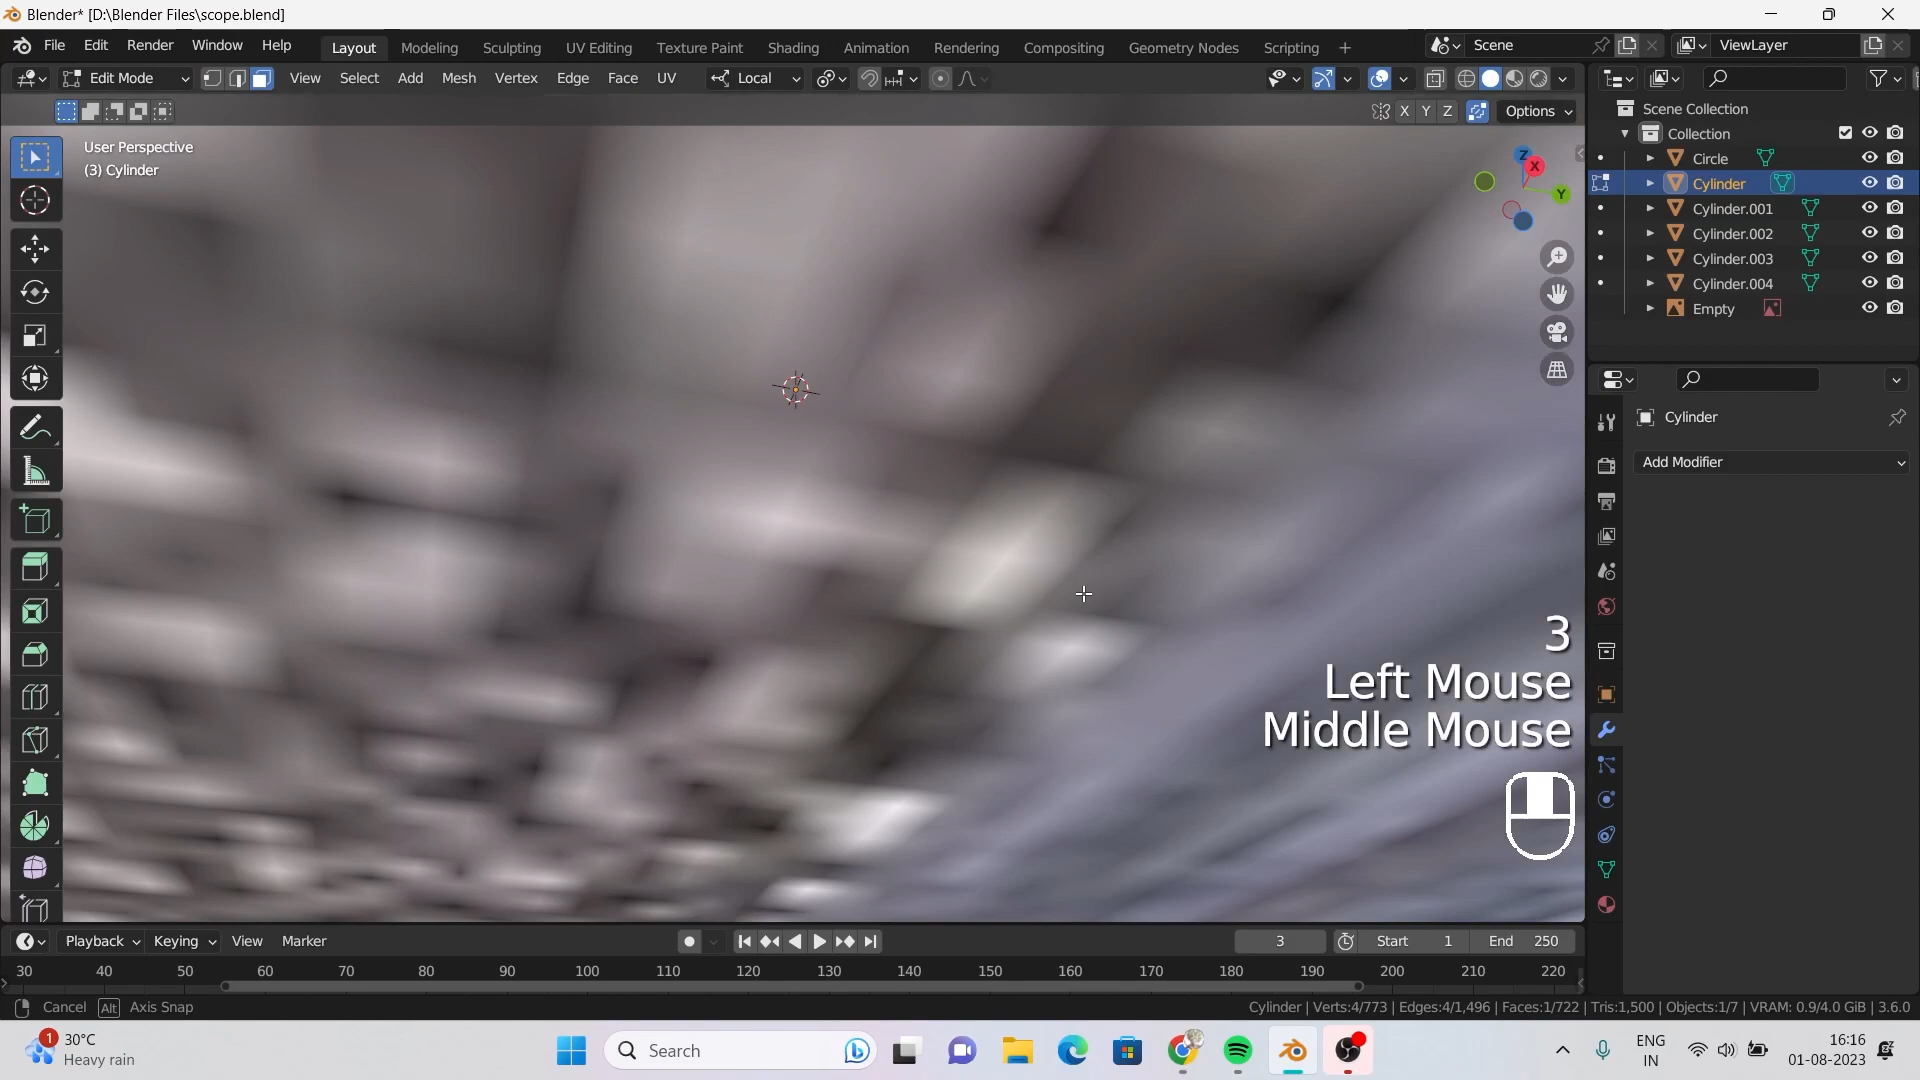 Blender* [D:\Blender Files\scope.blend]
File Edit Render Window Help Layout Modeling Sculpting UV Editing Texture Paint Shading Animation Rendering Compositing Geometry Nodes Scripting + Scene ViewLayer
Edit Mode View Select Add Mesh Vertex Edge Face UV Local
X Y Z Options
User Perspective
(3) Cylinder
Z X Y
Scene Collection
Collection
Circle
Cylinder
Cylinder.001
Cylinder.002
Cylinder.003
Cylinder.004
Empty
Cylinder
Add Modifier
3
Left Mouse
Middle Mouse
Playback Keying View Marker 3 Start 1 End 250
30 40 50 60 70 80 90 100 110 120 130 140 150 160 170 180 190 200 210 220
Cancel Alt Axis Snap Cylinder | Verts:4/773 | Edges:4/1,496 | Faces:1/722 | Tris:1,500 | Objects:1/7 | VRAM: 0.9/4.0 GiB | 3.6.0
1 30°C
Heavy rain
Search
ENG
IN
16:16
01-08-2023